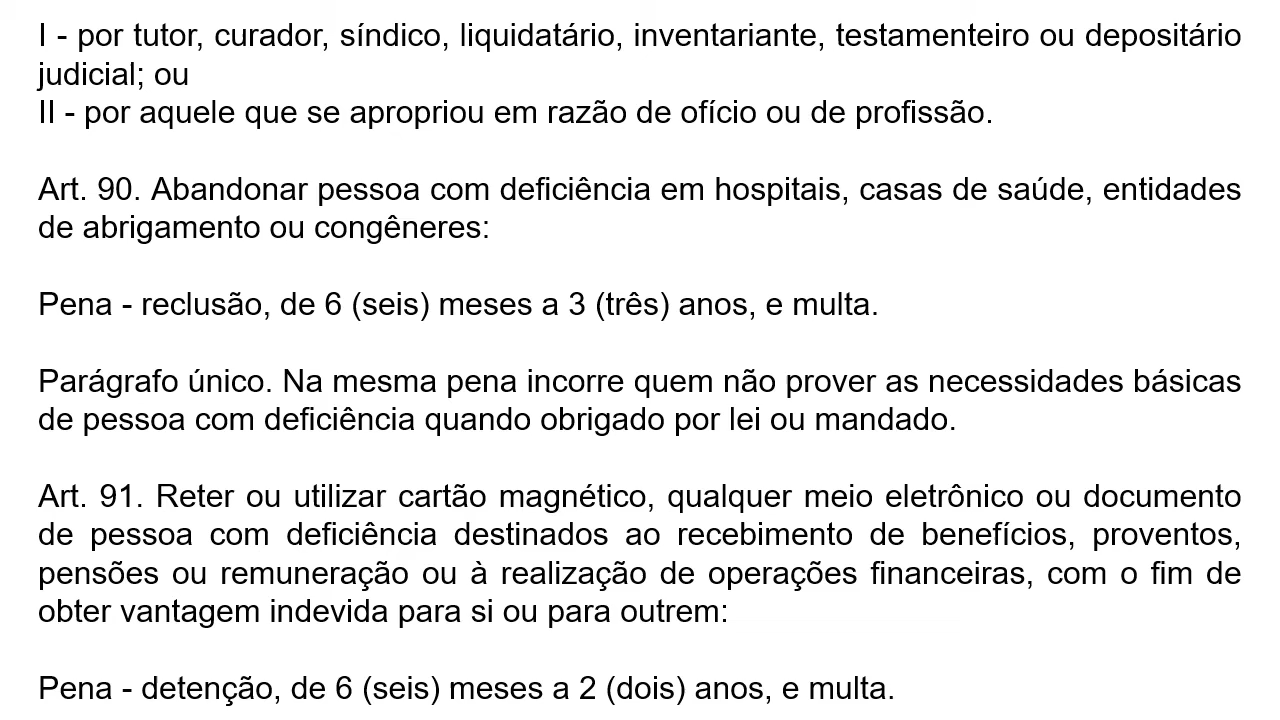 I - por tutor, curador, síndico, liquidatário, inventariante, testamenteiro ou depositário
judicial; ou
II - por aquele que se apropriou em razão de ofício ou de profissão.
Art. 90. Abandonar pessoa com deficiência em hospitais, casas de saúde, entidades
de abrigamento ou congêneres:
Pena - reclusão, de 6 (seis) meses a 3 (três) anos, e multa.
Parágrafo único. Na mesma pena incorre quem não prover as necessidades básicas
de pessoa com deficiência quando obrigado por lei ou mandado.
Art. 91. Reter ou utilizar cartão magnético, qualquer meio eletrônico ou documento
de pessoa com deficiência destinados ao recebimento de benefícios, proventos,
pensões ou remuneração ou à realização de operações financeiras, com o fim de
obter vantagem indevida para si ou para outrem:
Pena - detenção, de 6 (seis) meses a 2 (dois) anos, e multa.